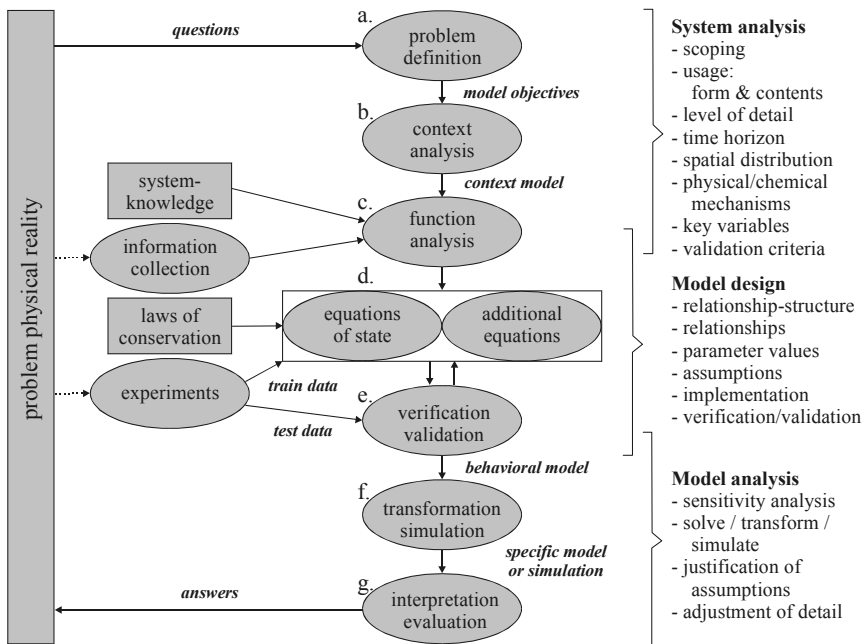 problem physical reality
questions
a.
problem
definition
model objectives
b.
context
analysis
context model
system-
knowledge
c.
function
analysis
information
collection
d.
laws of
conservation
equations
of state
additional
equations
experiments
train data
test data
e.
verification
validation
behavioral model
f.
transformation
simulation
specific model
or simulation
g.
interpretation
evaluation
answers
System analysis
- scoping
- usage:
form & contents
- level of detail
- time horizon
- spatial distribution
- physical/chemical
mechanisms
- key variables
- validation criteria
Model design
- relationship-structure
- relationships
- parameter values
- assumptions
- implementation
- verification/validation
Model analysis
- sensitivity analysis
- solve / transform /
simulate
- justification of
assumptions
- adjustment of detail